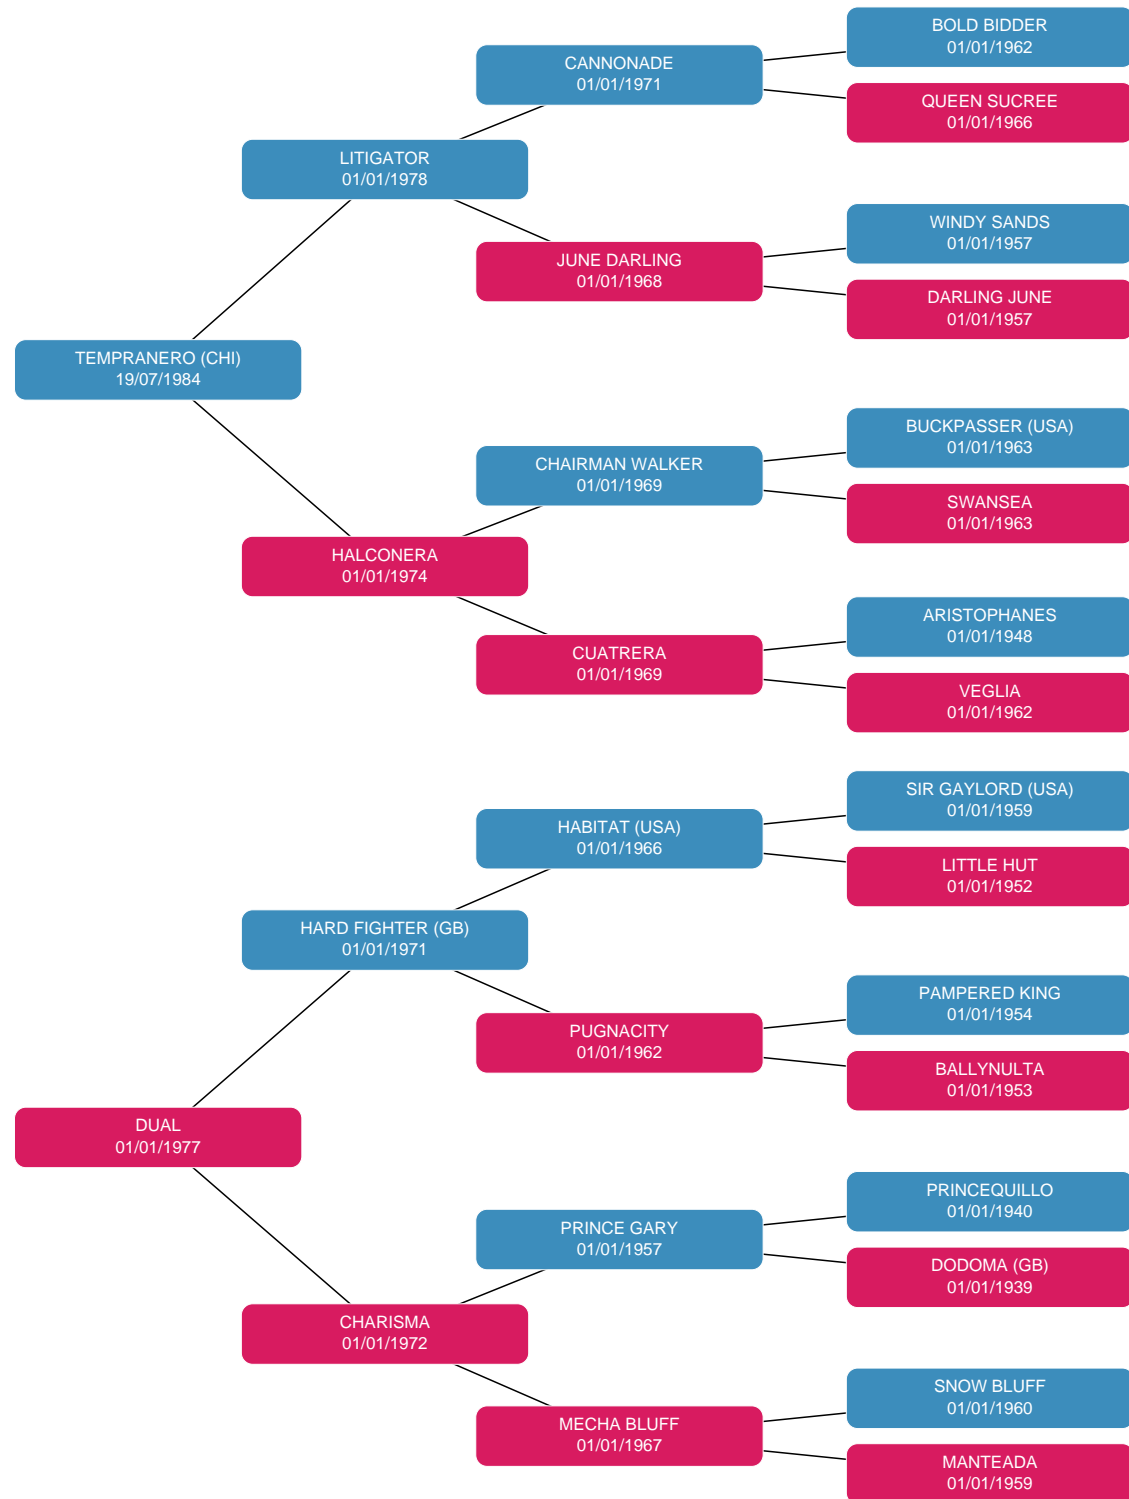 BOLD BIDDER
01/01/1962
CANNONADE
01/01/1971
QUEEN SUCREE
01/01/1966
LITIGATOR
01/01/1978
WINDY SANDS
01/01/1957
JUNE DARLING
01/01/1968
DARLING JUNE
01/01/1957
TEMPRANERO (CHI)
19/07/1984
BUCKPASSER (USA)
01/01/1963
CHAIRMAN WALKER
01/01/1969
SWANSEA
01/01/1963
HALCONERA
01/01/1974
ARISTOPHANES
01/01/1948
CUATRERA
01/01/1969
VEGLIA
01/01/1962
SIR GAYLORD (USA)
01/01/1959
HABITAT (USA)
01/01/1966
LITTLE HUT
01/01/1952
HARD FIGHTER (GB)
01/01/1971
PAMPERED KING
01/01/1954
PUGNACITY
01/01/1962
BALLYNULTA
01/01/1953
DUAL
01/01/1977
PRINCEQUILLO
01/01/1940
PRINCE GARY
01/01/1957
DODOMA (GB)
01/01/1939
CHARISMA
01/01/1972
SNOW BLUFF
01/01/1960
MECHA BLUFF
01/01/1967
MANTEADA
01/01/1959